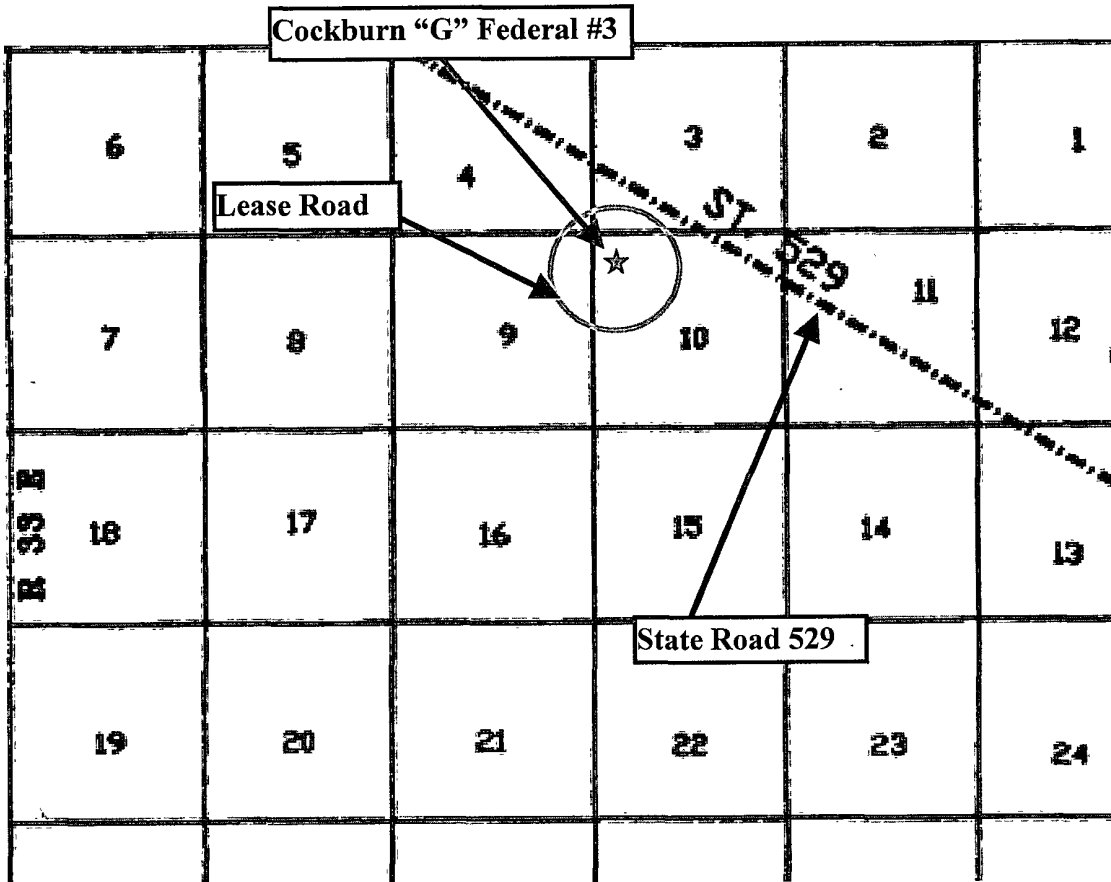 Cockburn “G” Federal #3
6 5 4 3 2 1
Lease Road
ST. 529
7 8 9 10 11 12
R 33 E
18 17 16 15 14 13
State Road 529
19 20 21 22 23 24